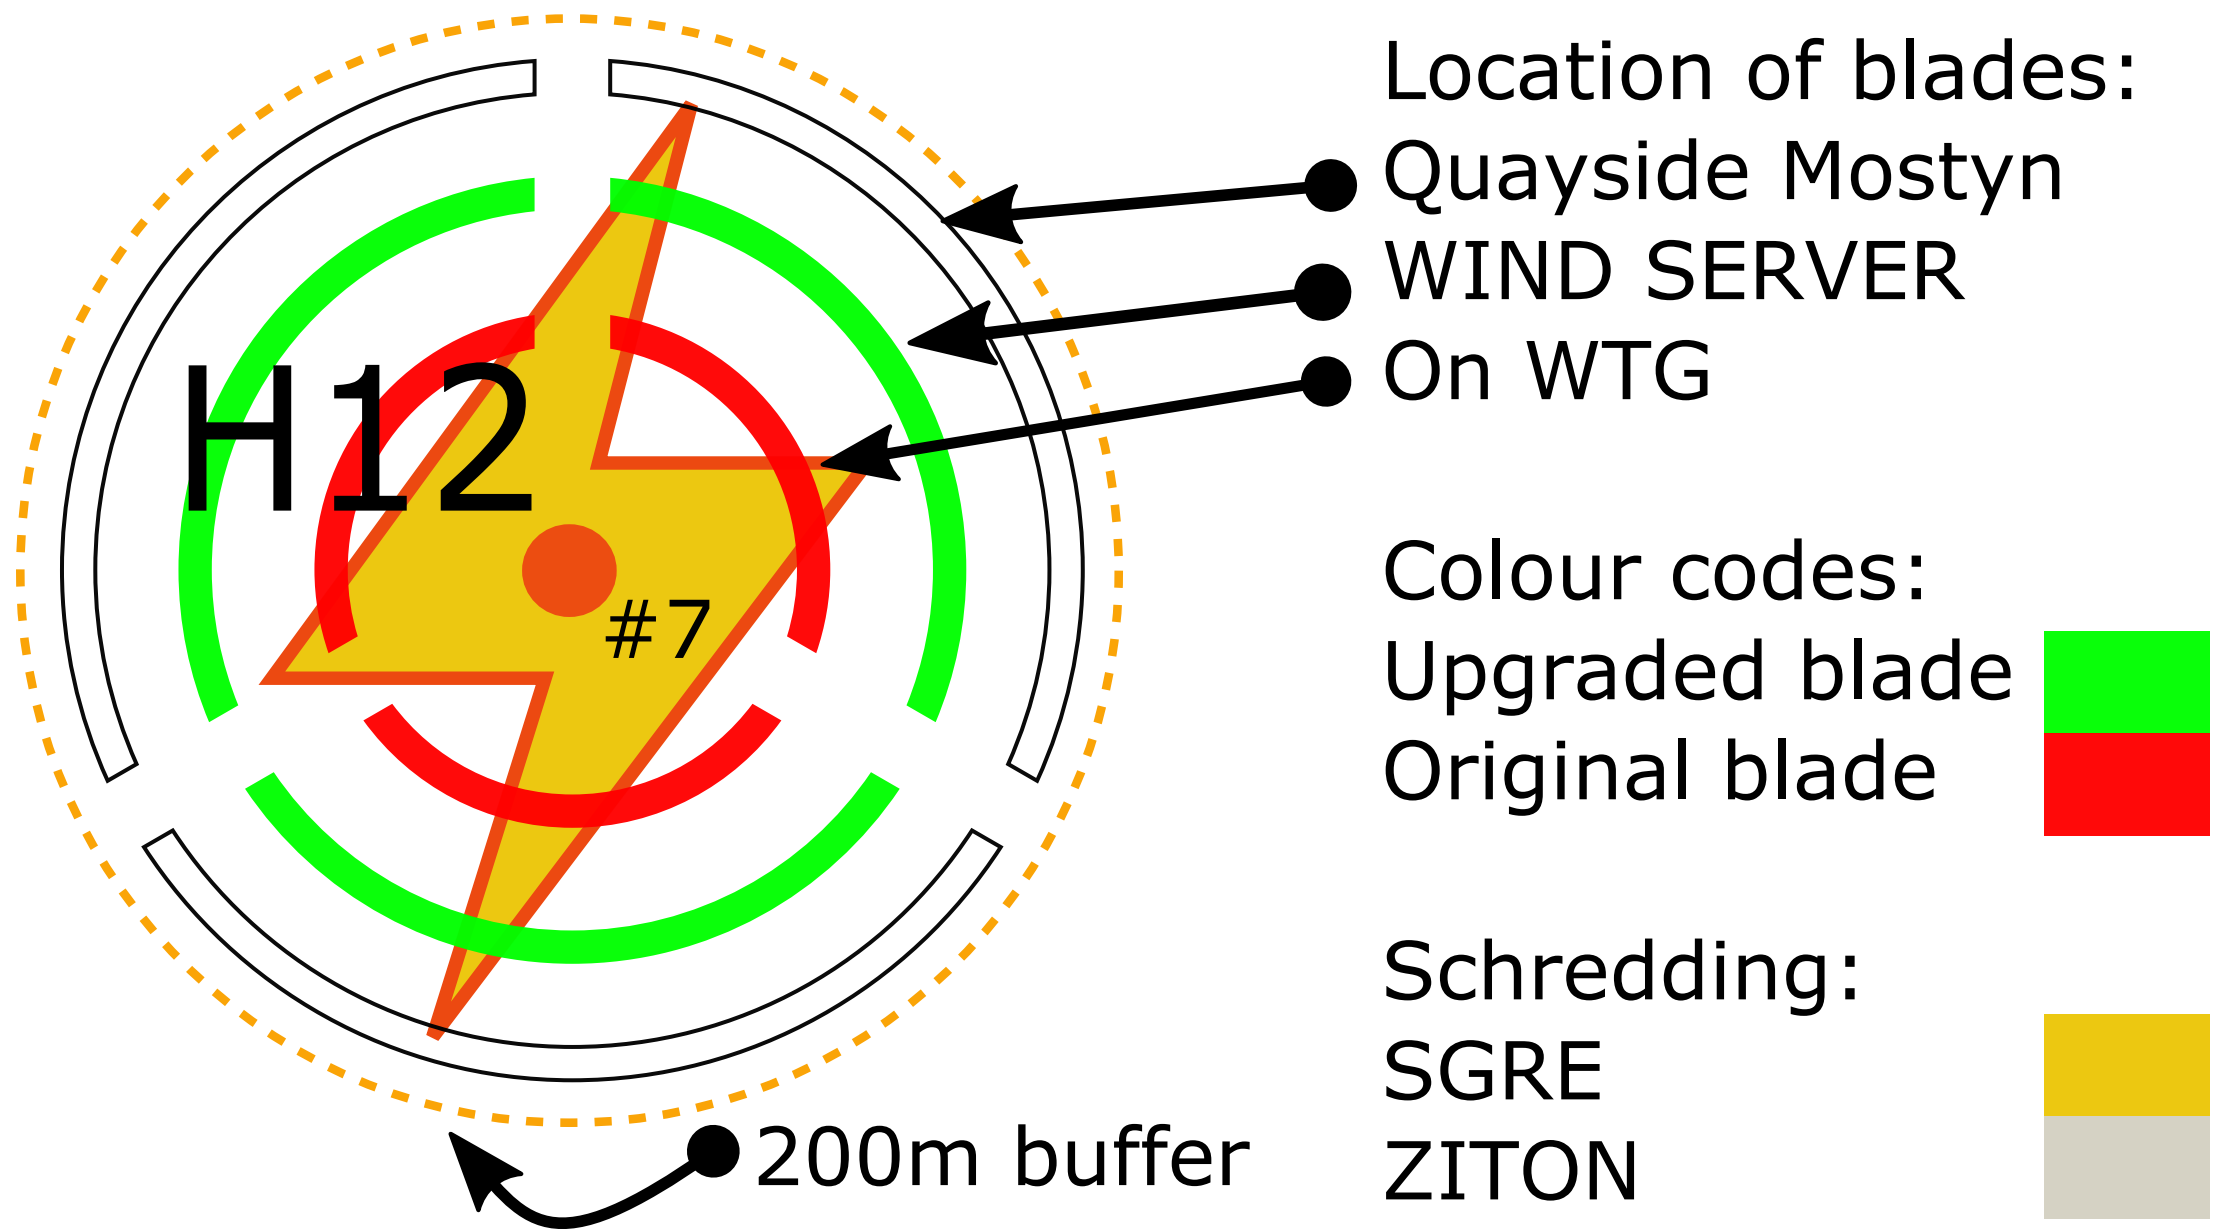 Location of blades:
Quayside Mostyn
WIND SERVER
On WTG
H12
#7
Colour codes:
Upgraded blade
Original blade
Schredding:
SGRE
ZITON
200m buffer